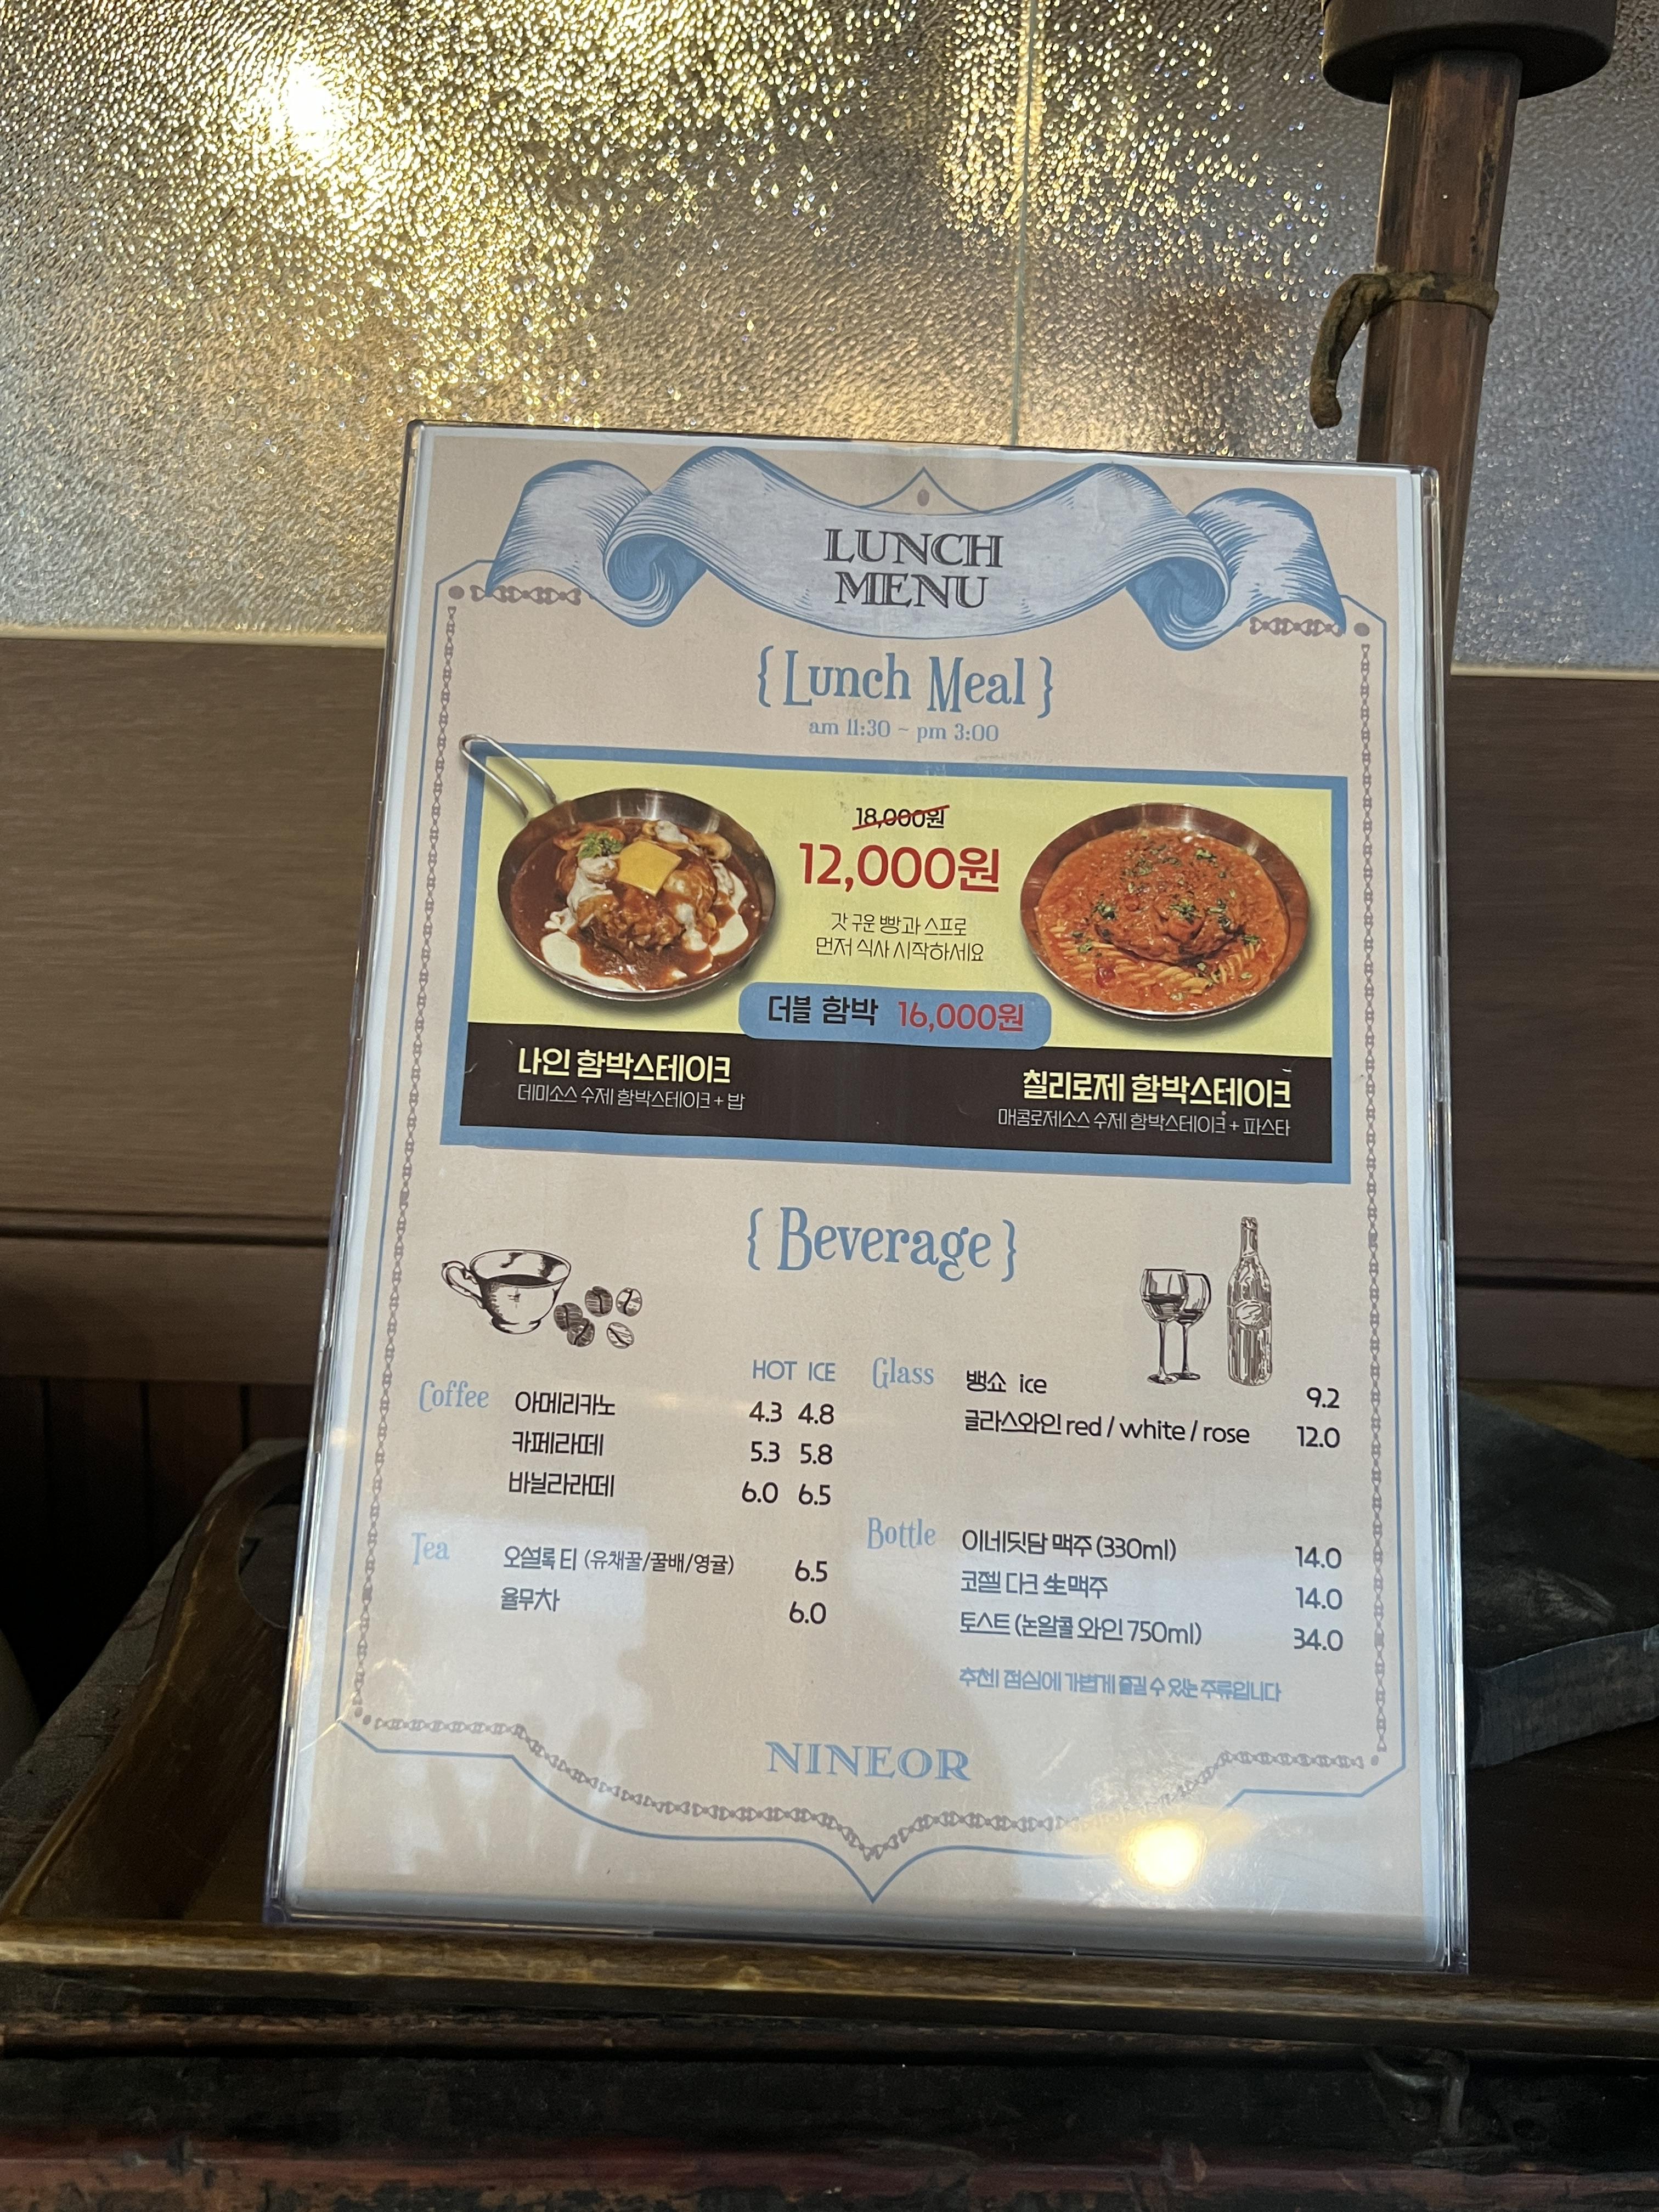 LUNCH
MENU
{ Lunch Meal }
am 11:30 ~ pm 3:00
18,000원
12,000원
갓 구운 빵과 스프로
먼저 식사 시작하세요
더블 함박 16,000원
나인 함박스테이크
데미소스 수제 함박스테이크 + 밥
칠리로제 함박스테이크
매콤로제소스 수제 함박스테이크 + 파스타
{ Beverage }
HOT ICE
Coffee 아메리카노 4.3 4.8
카페라떼 5.3 5.8
바닐라라떼 6.0 6.5
Tea 오설록 티 (유채꿀/꿀배/영귤) 6.5
율무차 6.0
Glass 뱅쇼 ice 9.2
글라스와인 red / white / rose 12.0
Bottle 이네딧담 맥주 (330ml) 14.0
코젤 다크 生맥주 14.0
토스트 (논알콜 와인 750ml) 34.0
추천! 점심에 가볍게 즐길 수 있는 주류입니다
NINEOR